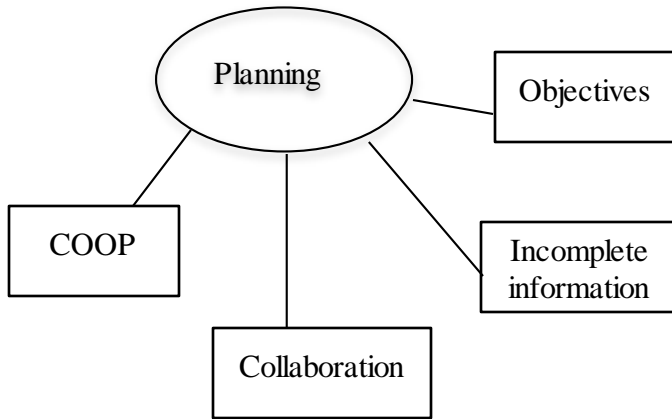 Planning
Objectives
COOP
Incomplete
information
Collaboration